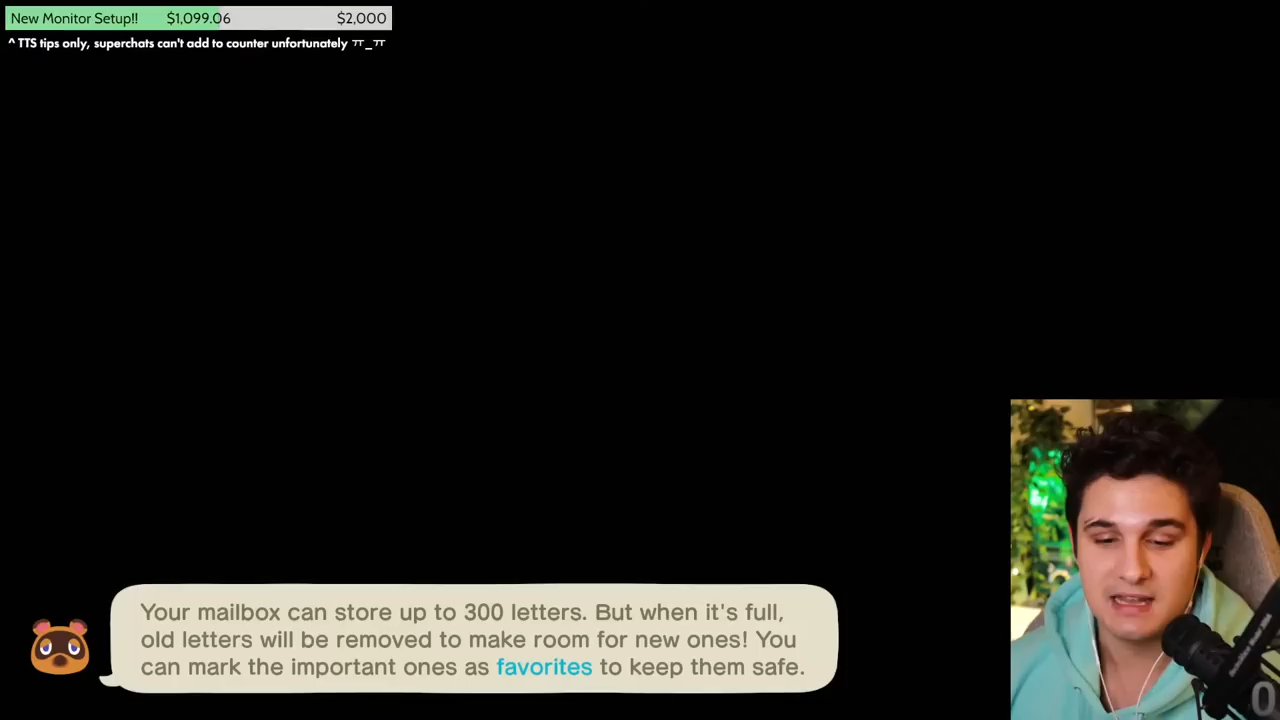 New Monitor Setup!! $1,099.06 $2,000
^ TTS tips only, superchats can't add to counter unfortunately ㅠ_ㅠ
Your mailbox can store up to 300 letters. But when it's full,
old letters will be removed to make room for new ones! You
can mark the important ones as favorites to keep them safe.
0